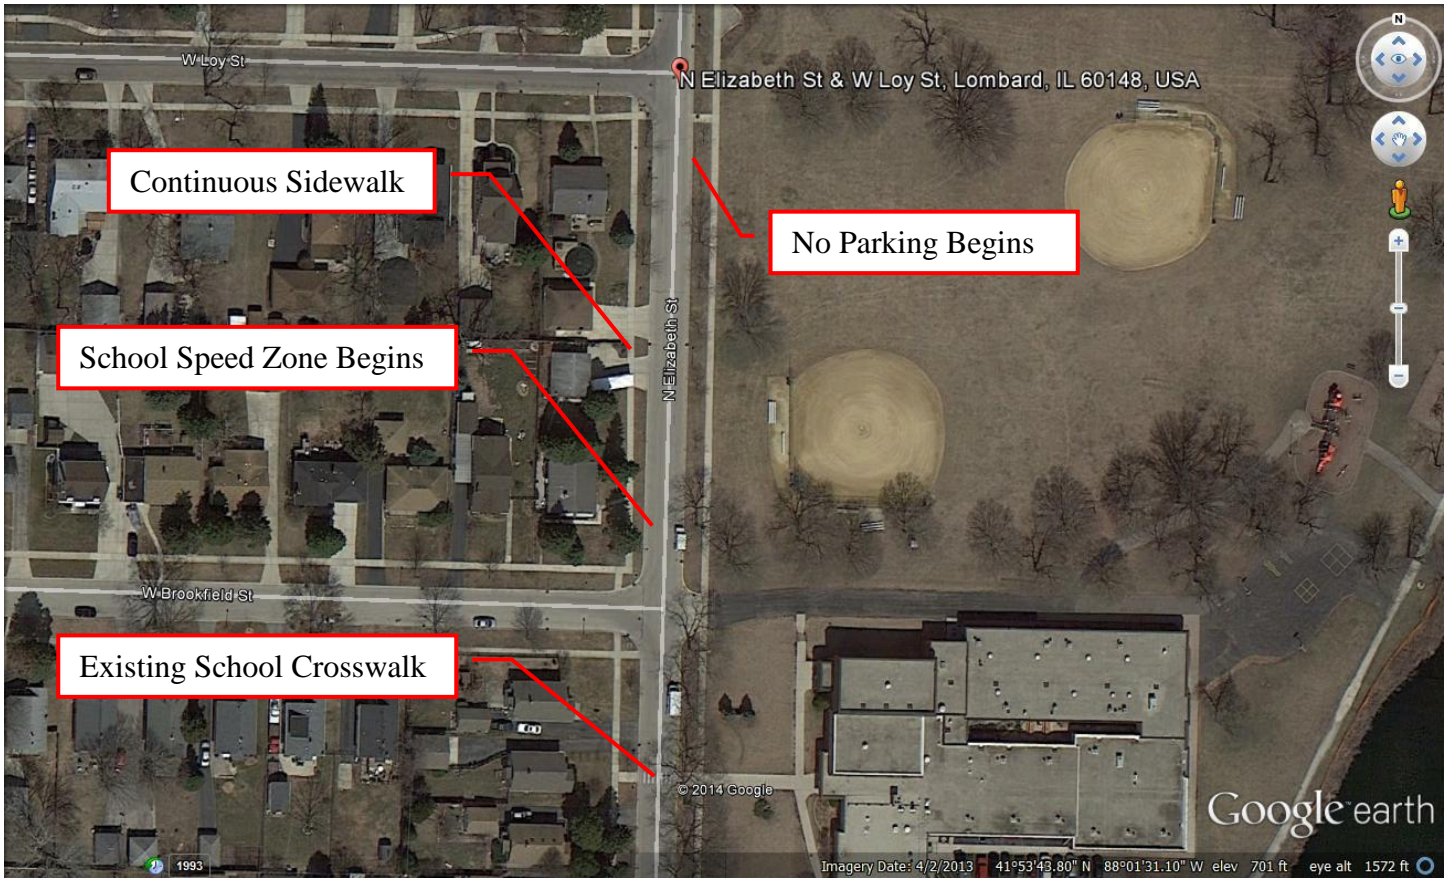 W Loy St
N
N Elizabeth St & W Loy St, Lombard, IL 60148, USA
Continuous Sidewalk
No Parking Begins
N Elizabeth St
School Speed Zone Begins
W Brookfield St
Existing School Crosswalk
© 2014 Google
Google earth
1993
Imagery Date: 4/2/2013 41°53'43.80" N 88°01'31.10" W elev 701 ft eye alt 1572 ft